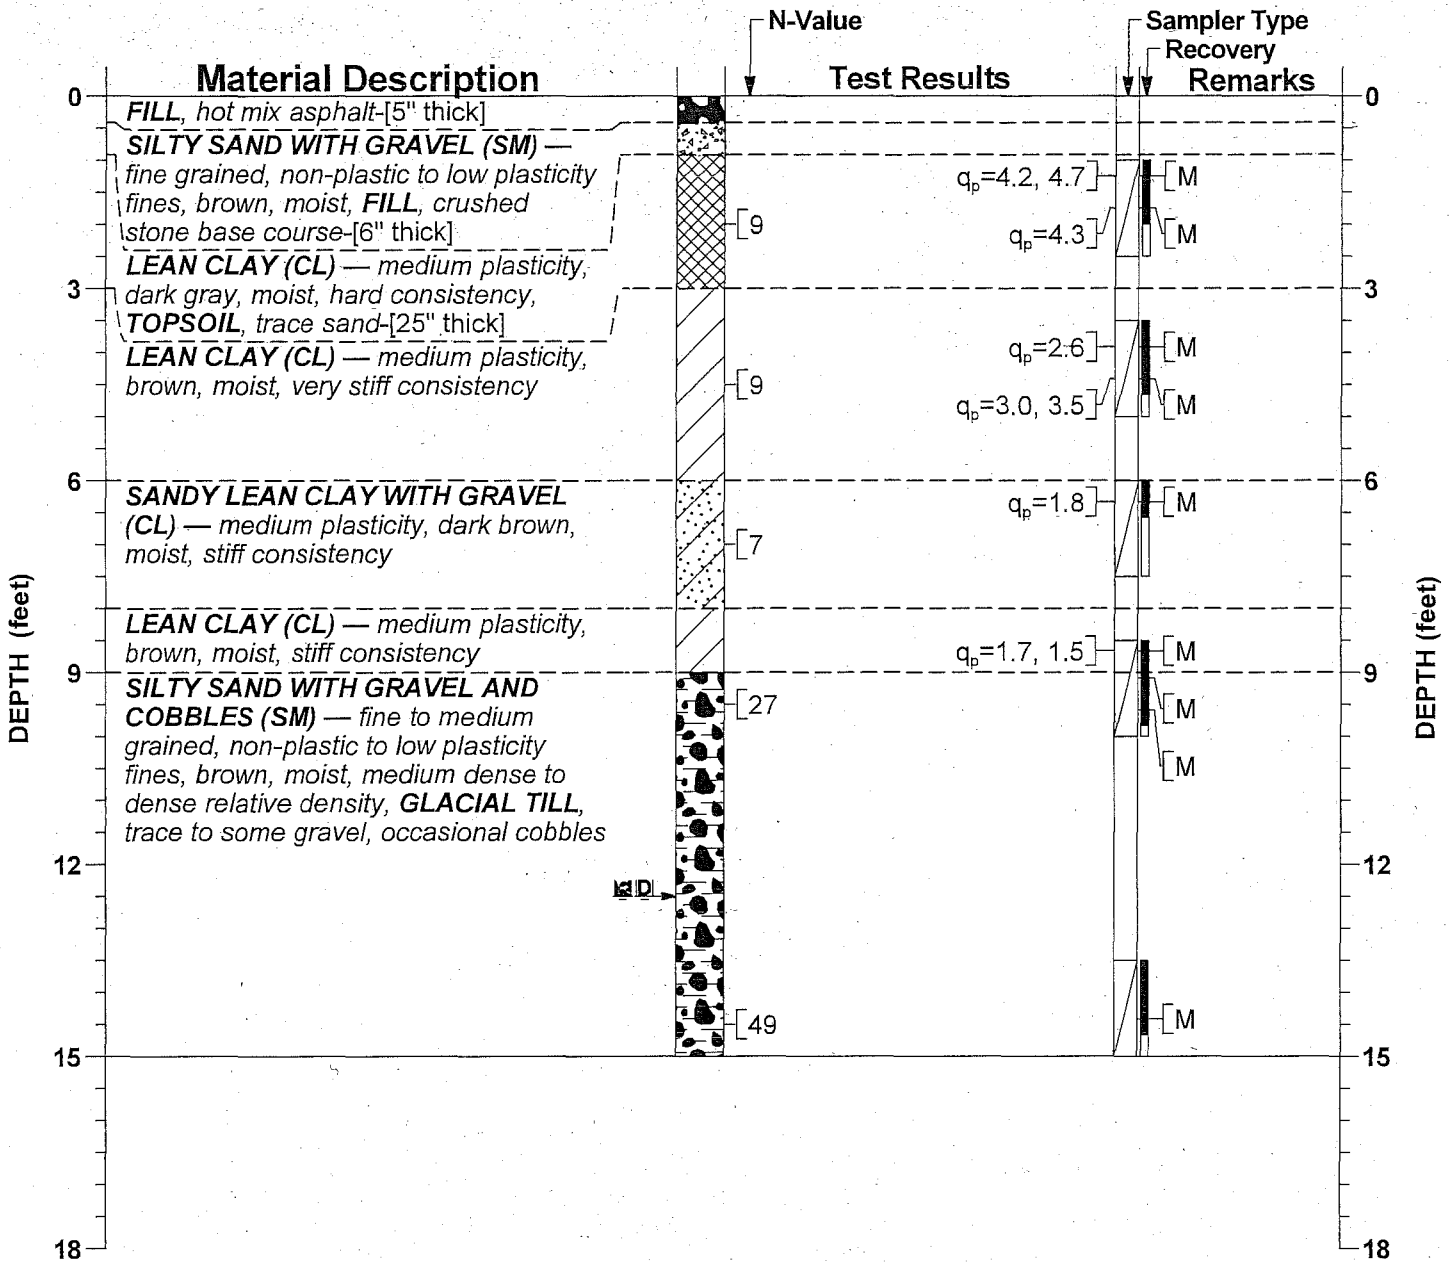 N-Value
Sampler Type
Recovery
Material Description
Test Results
Remarks
0
0
FILL, hot mix asphalt-[5" thick]
SILTY SAND WITH GRAVEL (SM) —
fine grained, non-plastic to low plasticity
fines, brown, moist, FILL, crushed
stone base course-[6" thick]
qp=4.2, 4.7
M
9
qp=4.3
M
LEAN CLAY (CL) — medium plasticity,
dark gray, moist, hard consistency,
TOPSOIL, trace sand-[25" thick]
3
3
LEAN CLAY (CL) — medium plasticity,
brown, moist, very stiff consistency
qp=2.6
M
9
qp=3.0, 3.5
M
6
6
SANDY LEAN CLAY WITH GRAVEL
(CL) — medium plasticity, dark brown,
moist, stiff consistency
qp=1.8
M
7
DEPTH (feet)
DEPTH (feet)
LEAN CLAY (CL) — medium plasticity,
brown, moist, stiff consistency
qp=1.7, 1.5
M
9
9
SILTY SAND WITH GRAVEL AND
COBBLES (SM) — fine to medium
grained, non-plastic to low plasticity
fines, brown, moist, medium dense to
dense relative density, GLACIAL TILL,
trace to some gravel, occasional cobbles
27
M
M
12
12
49
M
15
15
18
18